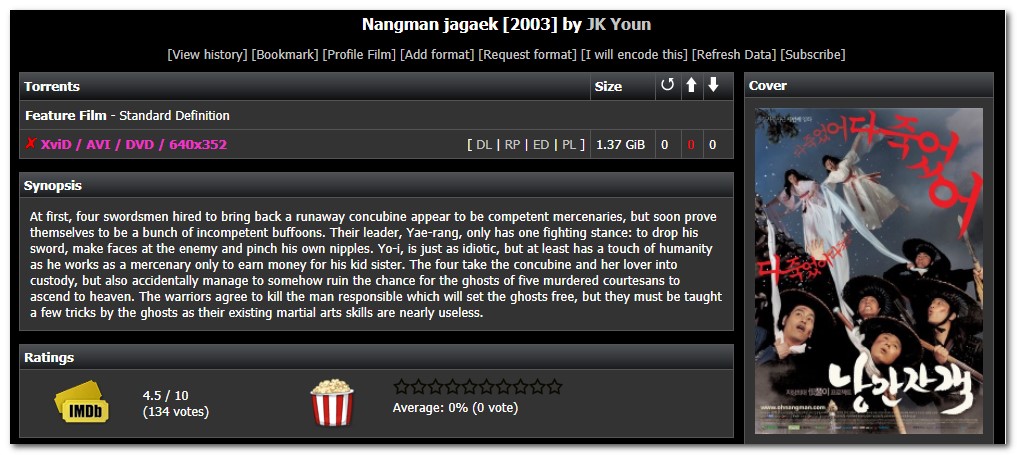 Nangman jagaek [2003] by JK Youn
[View history] [Bookmark] [Profile Film] [Add format] [Request format] [I will encode this] [Refresh Data] [Subscribe]
Torrents Size
Feature Film - Standard Definition
XviD / AVI / DVD / 640x352 [ DL | RP | ED | PL ] 1.37 GiB 0 0 0
Synopsis
At first, four swordsmen hired to bring back a runaway concubine appear to be competent mercenaries, but soon prove
themselves to be a bunch of incompetent buffoons. Their leader, Yae-rang, only has one fighting stance: to drop his
sword, make faces at the enemy and pinch his own nipples. Yo-i, is just as idiotic, but at least has a touch of humanity
as he works as a mercenary only to earn money for his kid sister. The four take the concubine and her lover into
custody, but also accidentally manage to somehow ruin the chance for the ghosts of five murdered courtesans to
ascend to heaven. The warriors agree to kill the man responsible which will set the ghosts free, but they must be taught
a few tricks by the ghosts as their existing martial arts skills are nearly useless.
Ratings
IMDb
4.5 / 10
(134 votes)
Average: 0% (0 vote)
Cover
다 죽었어 다 죽어쓰어
다 죽었어
낭만자객
www.ohnangman.com